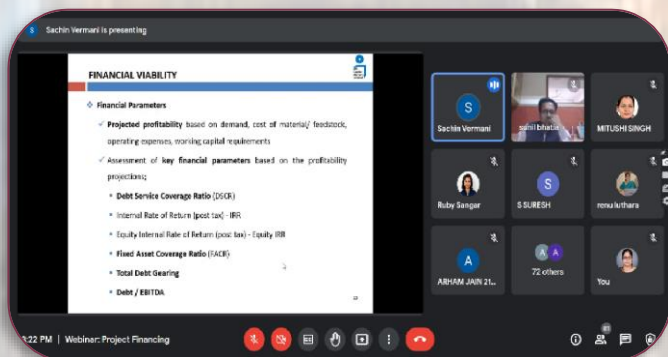 S Sachin Vermani is presenting
FINANCIAL VIABILITY
Financial Parameters
Projected profitability based on demand, cost of material/ feedstock,
operating expenses, working capital requirements
Assessment of key financial parameters based on the profitability
projections;
Debt Service Coverage Ratio (DSCR)
Internal Rate of Return (post tax) - IRR
Equity Internal Rate of Return (post tax) - Equity IRR
Fixed Asset Coverage Ratio (FACR)
Total Debt Gearing
Debt / EBITDA
S
Sachin Vermani
sunil bhatia
MITUSHI SINGH
Ruby Sangar
S
S SURESH
renu luthara
A
ARHAM JAIN 21...
A A
72 others
You
:22 PM | Webinar: Project Financing